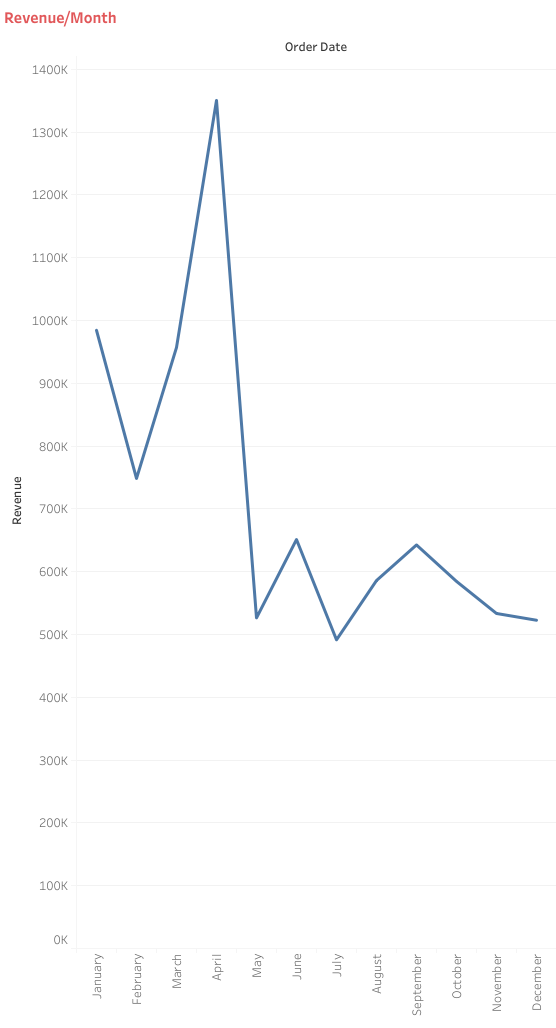 Revenue/Month
Order Date
1400K
1300K
1200K
1100K
1000K
900K
800K
700K
600K
500K
400K
300K
200K
100K
0K
Revenue
January
February
March
April
May
June
July
August
September
October
November
December